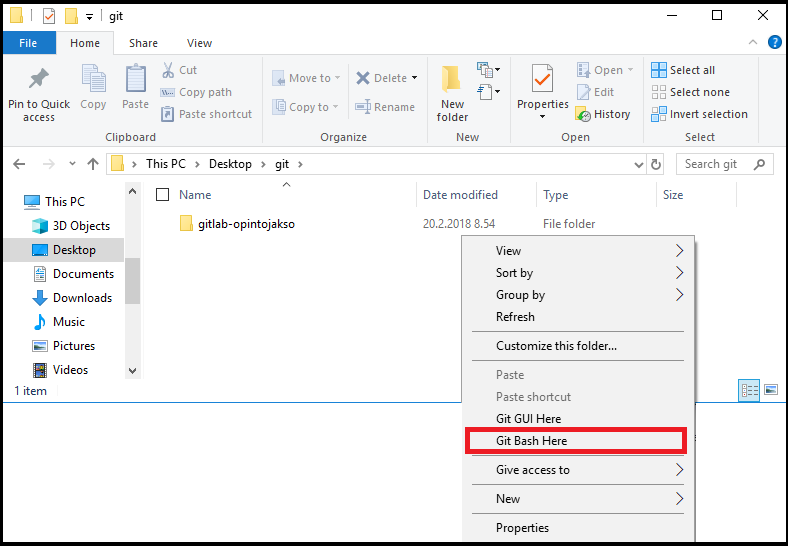 git
File Home Share View
Pin to Quick access
Copy
Paste
Cut
Copy path
Paste shortcut
Clipboard
Move to
Copy to
Delete
Rename
Organize
New folder
New
Properties
Open
Edit
History
Open
Select all
Select none
Invert selection
Select
This PC Desktop git
Search git
This PC
3D Objects
Desktop
Documents
Downloads
Music
Pictures
Videos
Name Date modified Type Size
gitlab-opintojakso 20.2.2018 8.54 File folder
View
Sort by
Group by
Refresh
Customize this folder...
Paste
Paste shortcut
Git GUI Here
Git Bash Here
Give access to
New
Properties
1 item